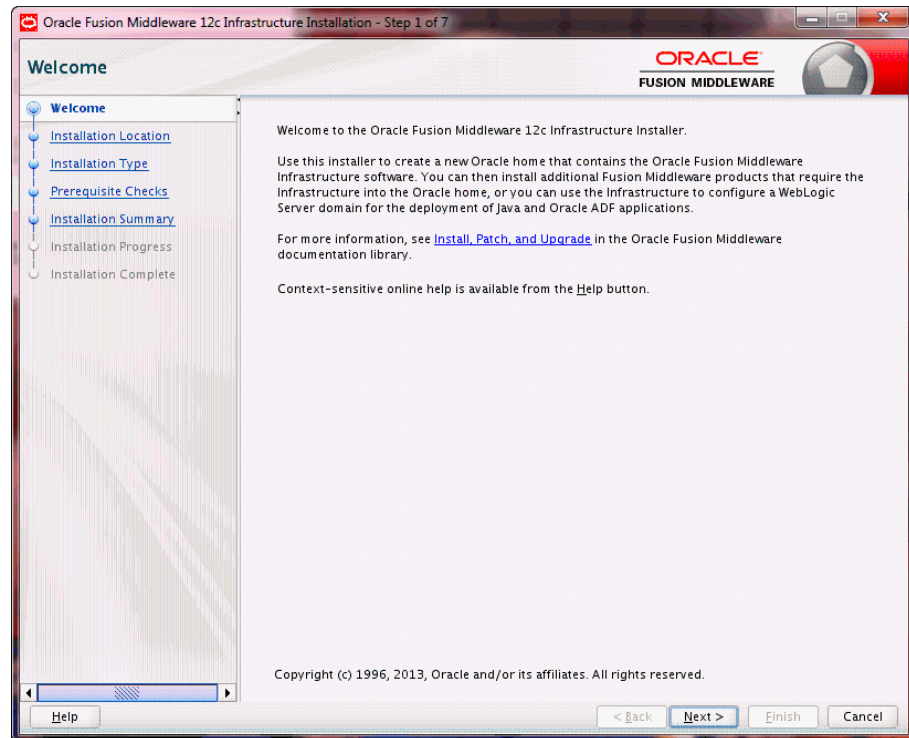 Oracle Fusion Middleware 12c Infrastructure Installation - Step 1 of 7
Welcome
ORACLE
FUSION MIDDLEWARE
Welcome
Installation Location
Installation Type
Prerequisite Checks
Installation Summary
Installation Progress
Installation Complete
Welcome to the Oracle Fusion Middleware 12c Infrastructure Installer.
Use this installer to create a new Oracle home that contains the Oracle Fusion Middleware
Infrastructure software. You can then install additional Fusion Middleware products that require the
Infrastructure into the Oracle home, or you can use the Infrastructure to configure a WebLogic
Server domain for the deployment of Java and Oracle ADF applications.
For more information, see Install, Patch, and Upgrade in the Oracle Fusion Middleware
documentation library.
Context-sensitive online help is available from the Help button.
Copyright (c) 1996, 2013, Oracle and/or its affiliates. All rights reserved.
Help
< Back
Next >
Finish
Cancel